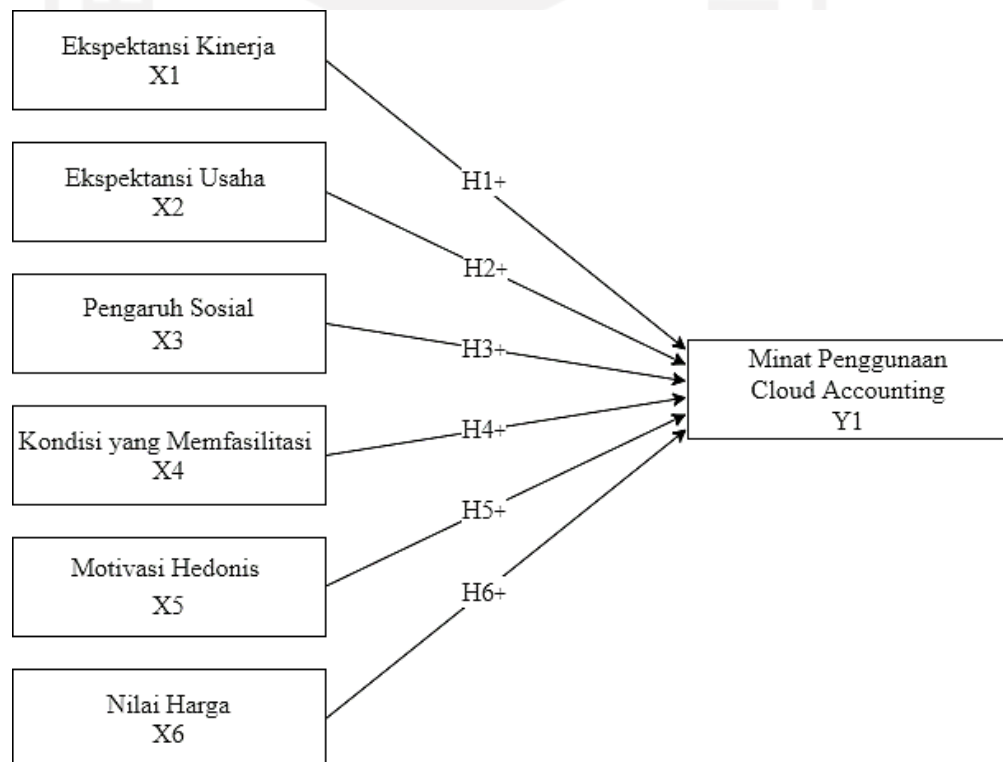 Ekspektansi Kinerja
X1
H1+
Ekspektansi Usaha
X2
H2+
Pengaruh Sosial
X3
H3+
Minat Penggunaan
Cloud Accounting
Y1
Kondisi yang Memfasilitasi
X4
H4+
Motivasi Hedonis
X5
H5+
Nilai Harga
X6
H6+